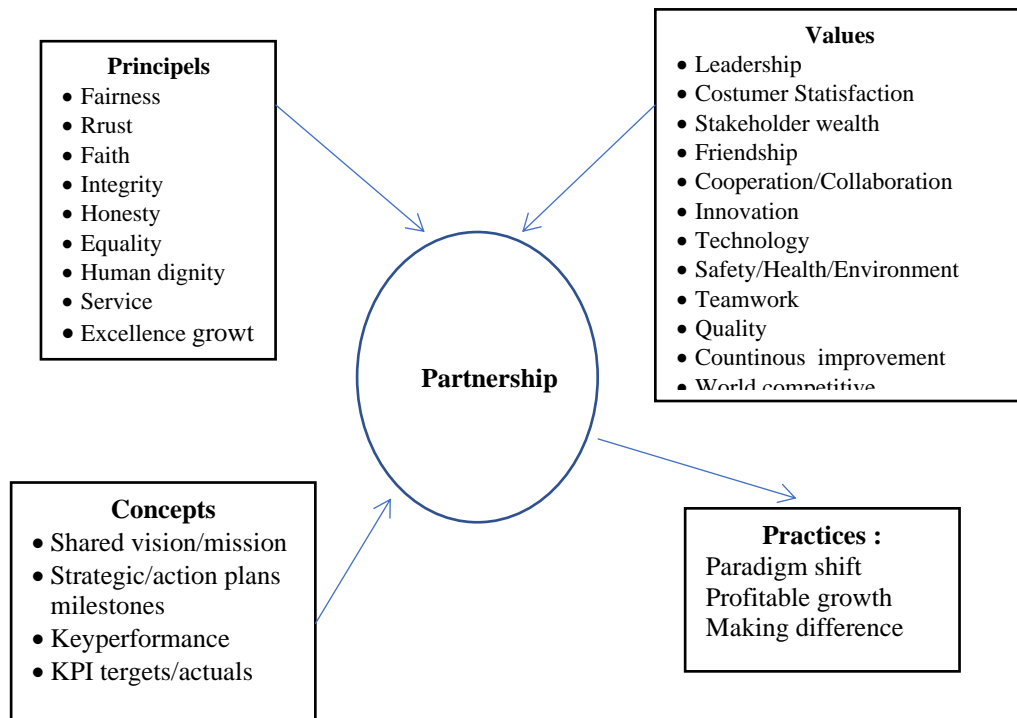 Principels
• Fairness
• Rrust
• Faith
• Integrity
• Honesty
• Equality
• Human dignity
• Service
• Excellence growt
Values
• Leadership
• Costumer Statisfaction
• Stakeholder wealth
• Friendship
• Cooperation/Collaboration
• Innovation
• Technology
• Safety/Health/Environment
• Teamwork
• Quality
• Countinous improvement
• World competitive
Partnership
Concepts
• Shared vision/mission
• Strategic/action plans
milestones
• Keyperformance
• KPI tergets/actuals
Practices :
Paradigm shift
Profitable growth
Making difference